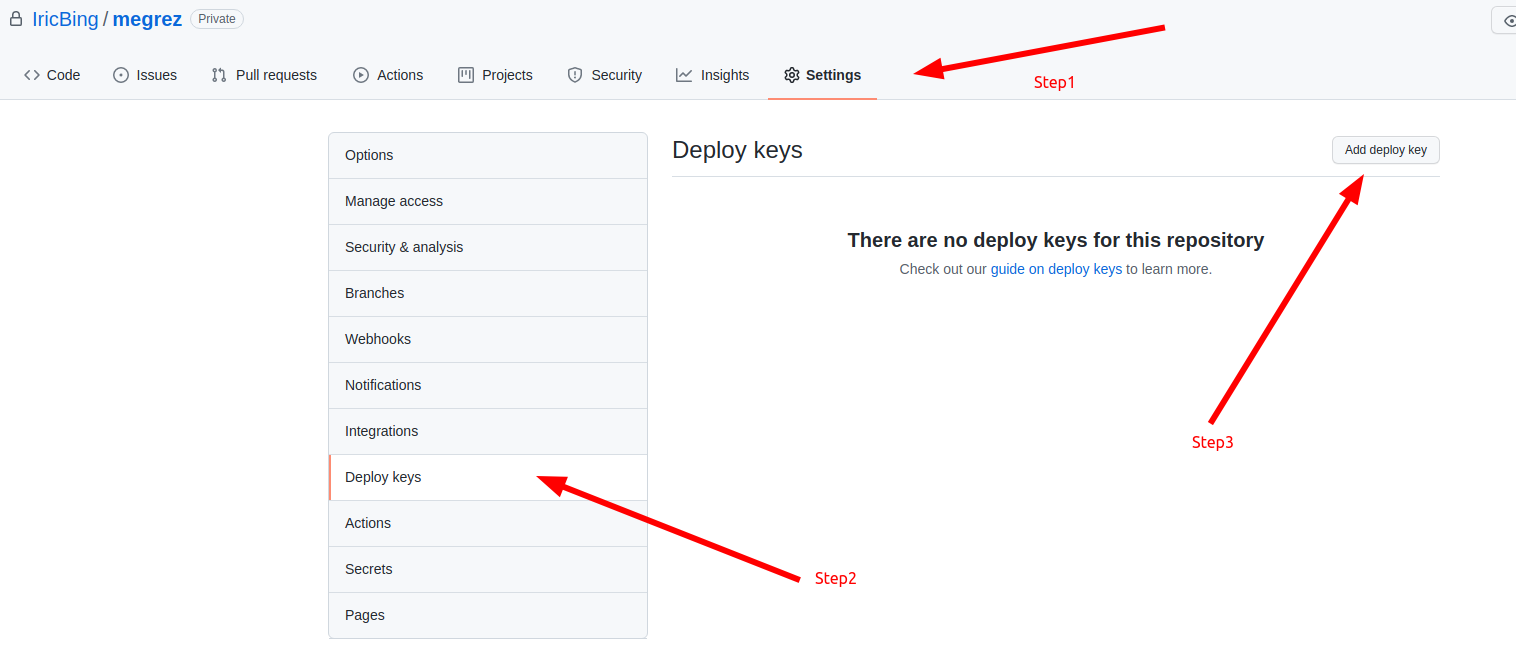 IricBing / megrez Private
Code Issues Pull requests Actions Projects Security Insights Settings
Step1
Options
Manage access
Security & analysis
Branches
Webhooks
Notifications
Integrations
Deploy keys
Actions
Secrets
Pages
Deploy keys
Add deploy key
There are no deploy keys for this repository
Check out our guide on deploy keys to learn more.
Step3
Step2